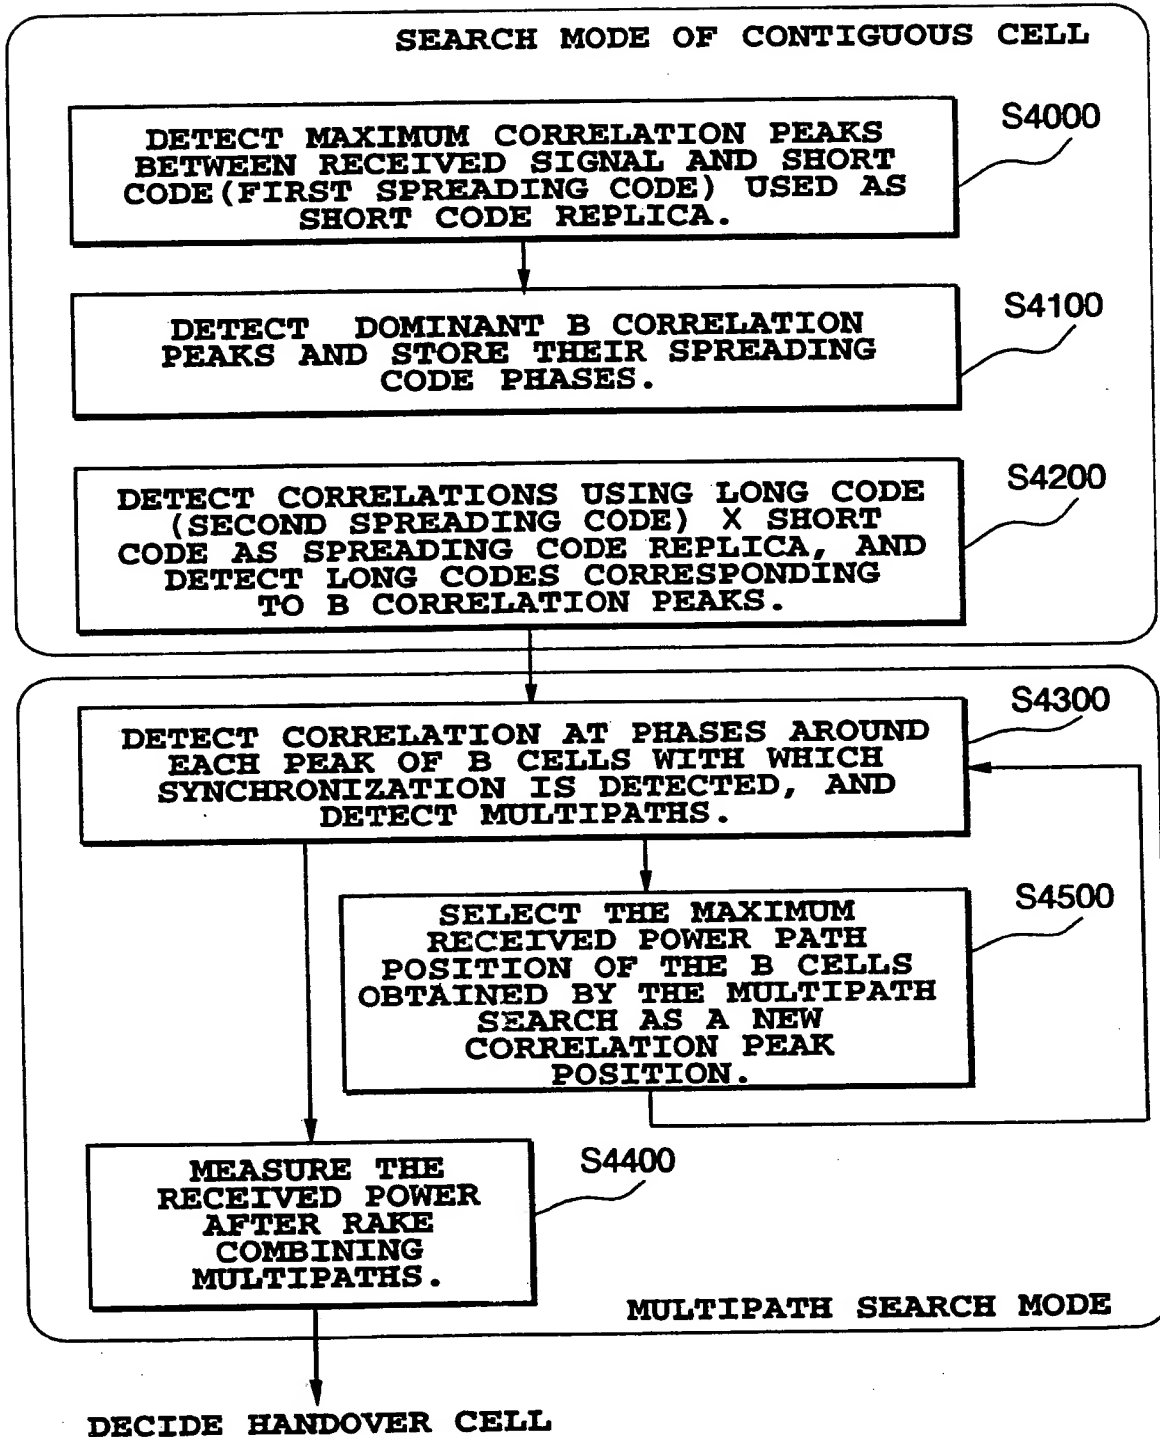 SEARCH MODE OF CONTIGUOUS CELL
S4000
DETECT MAXIMUM CORRELATION PEAKS
BETWEEN RECEIVED SIGNAL AND SHORT
CODE(FIRST SPREADING CODE) USED AS
SHORT CODE REPLICA.
S4100
DETECT DOMINANT B CORRELATION
PEAKS AND STORE THEIR SPREADING
CODE PHASES.
S4200
DETECT CORRELATIONS USING LONG CODE
(SECOND SPREADING CODE) X SHORT
CODE AS SPREADING CODE REPLICA, AND
DETECT LONG CODES CORRESPONDING
TO B CORRELATION PEAKS.
S4300
DETECT CORRELATION AT PHASES AROUND
EACH PEAK OF B CELLS WITH WHICH
SYNCHRONIZATION IS DETECTED, AND
DETECT MULTIPATHS.
S4500
SELECT THE MAXIMUM
RECEIVED POWER PATH
POSITION OF THE B CELLS
OBTAINED BY THE MULTIPATH
SEARCH AS A NEW
CORRELATION PEAK
POSITION.
S4400
MEASURE THE
RECEIVED POWER
AFTER RAKE
COMBINING
MULTIPATHS.
MULTIPATH SEARCH MODE
DECIDE HANDOVER CELL